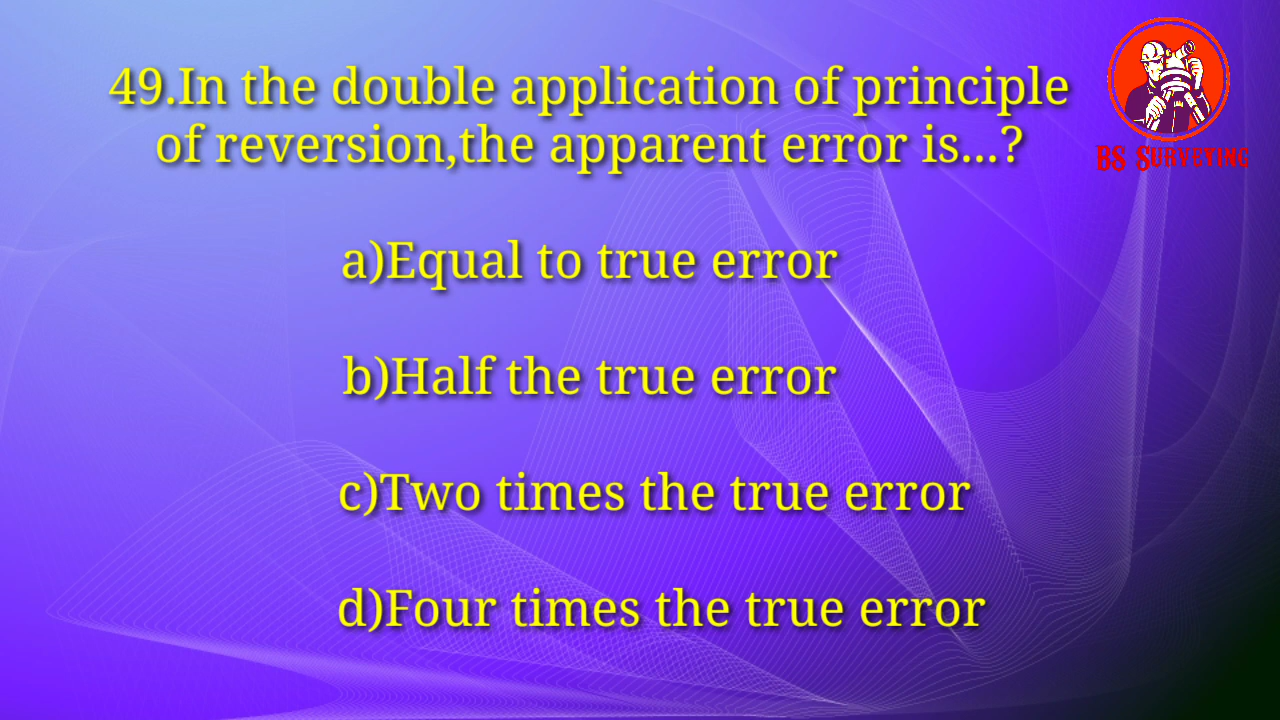 49.In the double application of principle
of reversion,the apparent error is...?
BS SURVEYING
a)Equal to true error
b)Half the true error
c)Two times the true error
d)Four times the true error